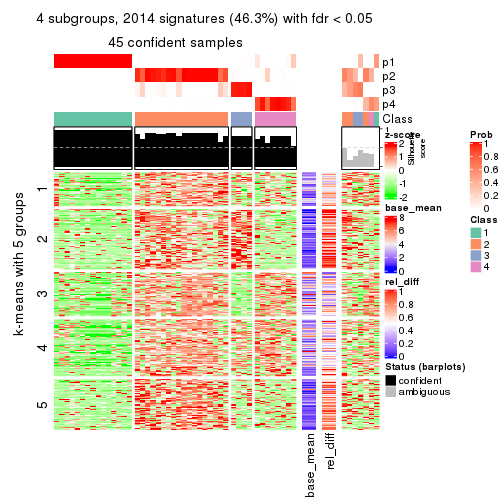 4 subgroups, 2014 signatures (46.3%) with fdr < 0.05
45 confident samples
p1
p2
p3
p4
Class
1
Silhouette
score
k-means with 5 groups
1
2
3
4
5
base_mean
rel_diff
z-score
2
1
0
-1
-2
base_mean
8
6
4
2
0
rel_diff
1
0.8
0.6
0.4
0.2
0
Status (barplots)
confident
ambiguous
Prob
1
0.8
0.6
0.4
0.2
0
Class
1
2
3
4